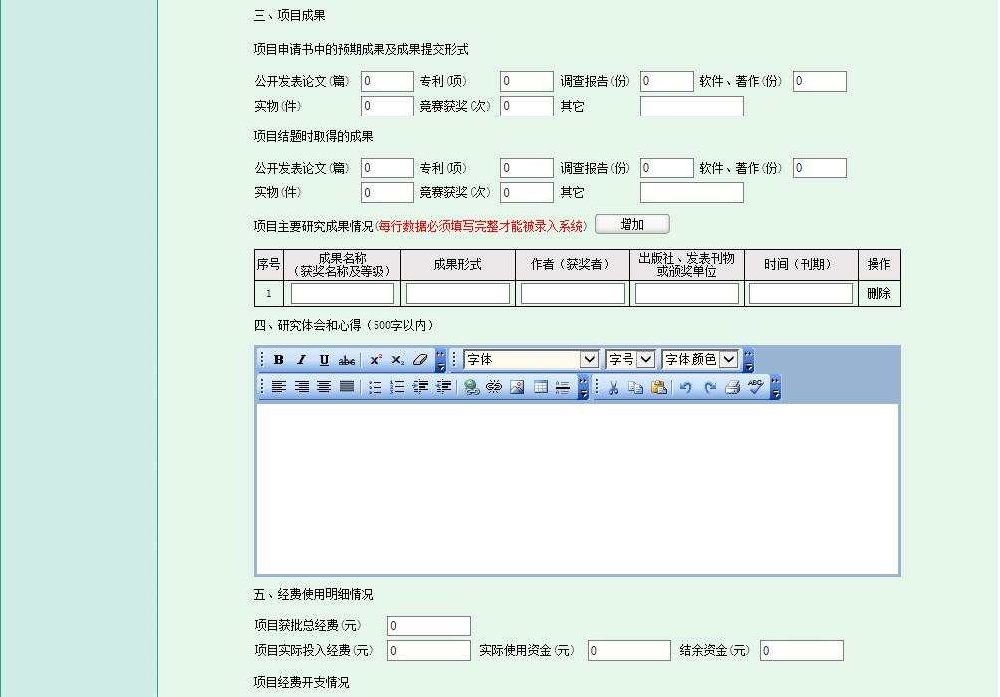 三、项目成果
项目申请书中的预期成果及成果提交形式
公开发表论文(篇) 0 专利(项) 0 调查报告(份) 0 软件、著作(份) 0
实物(件) 0 竞赛获奖(次) 0 其它
项目结题时取得的成果
公开发表论文(篇) 0 专利(项) 0 调查报告(份) 0 软件、著作(份) 0
实物(件) 0 竞赛获奖(次) 0 其它
项目主要研究成果情况(每行数据必须填写完整才能被录入系统) 增加
序号 成果名称（获奖名称及等级） 成果形式 作者（获奖者） 出版社、发表刊物或颁奖单位 时间（刊期） 操作
1 删除
四、研究体会和心得（500字以内）
B I U abc x² x₂ 字体 字号 字体颜色
ABC
五、经费使用明细情况
项目获批总经费(元) 0
项目实际投入经费(元) 0 实际使用资金(元) 0 结余资金(元) 0
项目经费开支情况